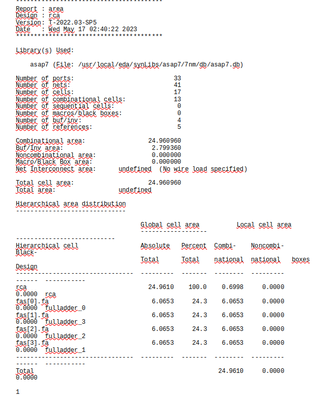 ****************************************
Report : area
Design : rca
Version: T-2022.03-SP5
Date   : Wed May 17 02:40:22 2023
****************************************
Library(s) Used:
asap7 (File: /usr/local/eda/synLibs/asap7/7nm/db/asap7.db)
Number of ports: 33
Number of nets: 41
Number of cells: 17
Number of combinational cells: 13
Number of sequential cells: 0
Number of macros/black boxes: 0
Number of buf/inv: 4
Number of references: 5
Combinational area: 24.960960
Buf/Inv area: 2.799360
Noncombinational area: 0.000000
Macro/Black Box area: 0.000000
Net Interconnect area: undefined (No wire load specified)
Total cell area: 24.960960
Total area: undefined
Hierarchical area distribution
------------------------------
Global cell area Local cell area
------------------
---------------------------
Hierarchical cell Absolute Percent Combi- Noncombi-
Black-
Total Total national national boxes
Design
-------------------------------- --------- ------- -------- ---------
------ -----------
rca 24.9610 100.0 0.6998 0.0000
0.0000 rca
fas[0].fa 6.0653 24.3 6.0653 0.0000
0.0000 fulladder_0
fas[1].fa 6.0653 24.3 6.0653 0.0000
0.0000 fulladder_3
fas[2].fa 6.0653 24.3 6.0653 0.0000
0.0000 fulladder_2
fas[3].fa 6.0653 24.3 6.0653 0.0000
0.0000 fulladder_1
-------------------------------- --------- ------- -------- ---------
------ -----------
Total 24.9610 0.0000
0.0000
1